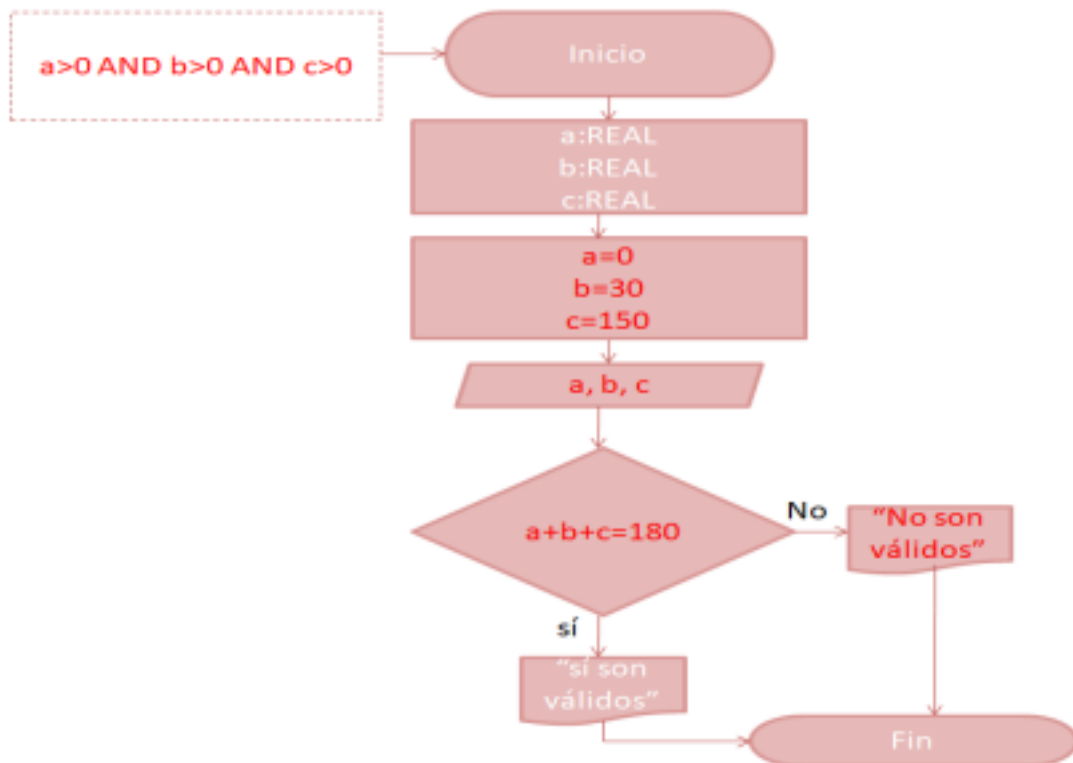 a>0 AND b>0 AND c>0
Inicio
a:REAL
b:REAL
c:REAL
a=0
b=30
c=150
a, b, c
a+b+c=180
No
“No son
válidos”
sí
“sí son
válidos”
Fin